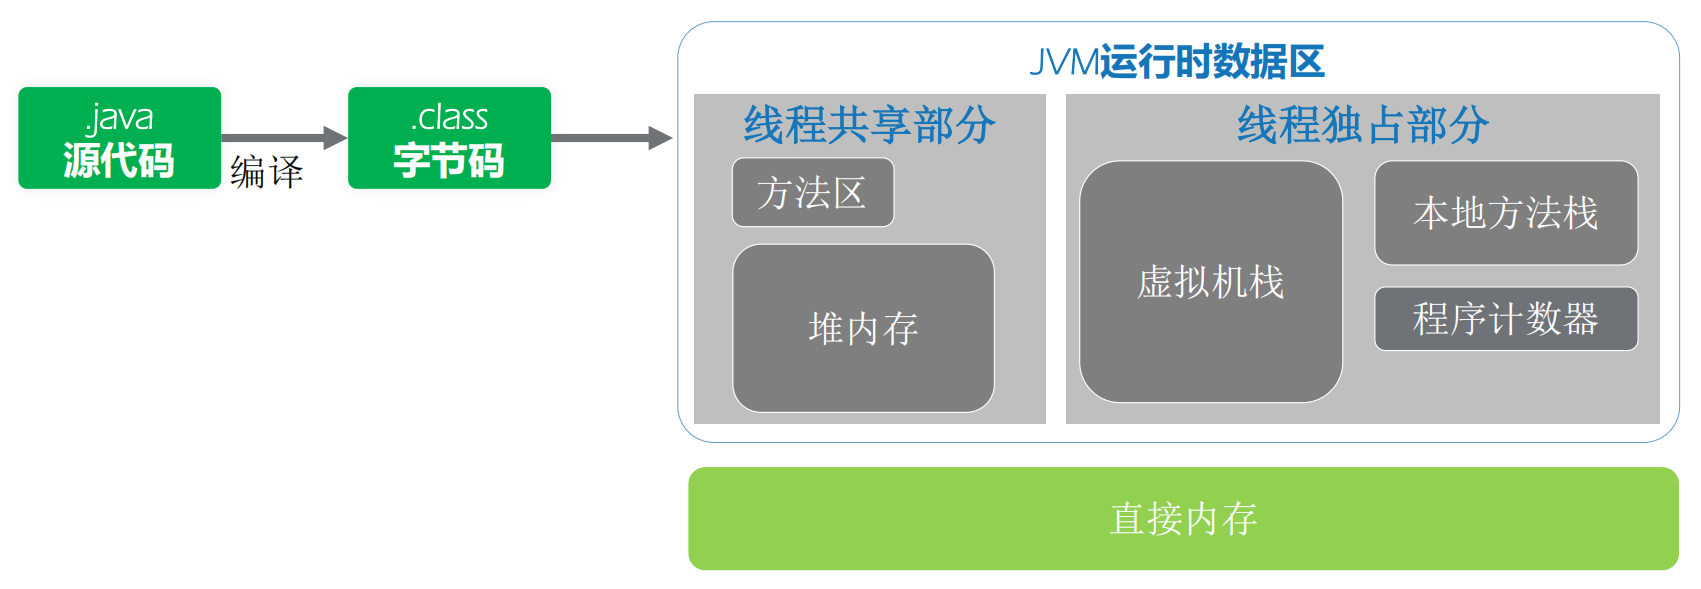 .java
源代码
编译
.class
字节码
JVM运行时数据区
线程共享部分
方法区
堆内存
线程独占部分
虚拟机栈
本地方法栈
程序计数器
直接内存